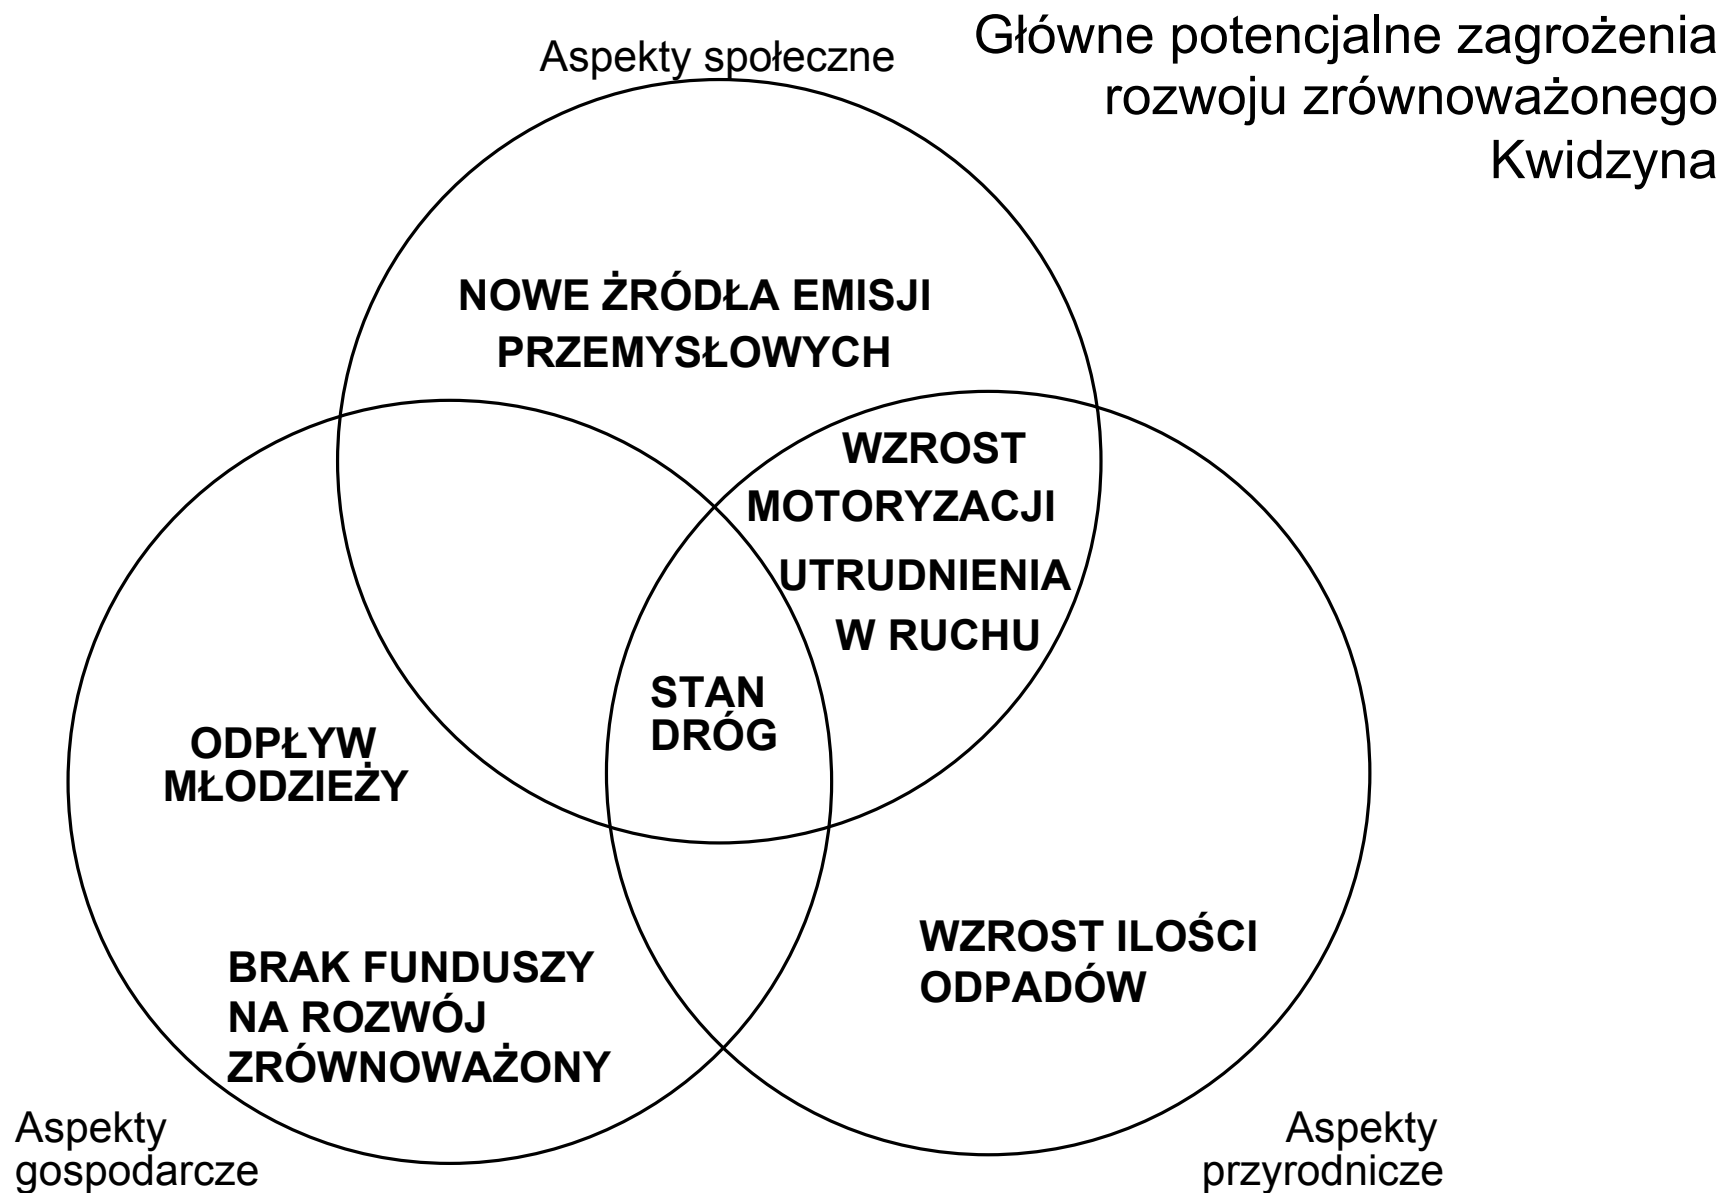 Główne potencjalne zagrożenia
rozwoju zrównoważonego
Kwidzyna
Aspekty społeczne
NOWE ŻRÓDŁA EMISJI
PRZEMYSŁOWYCH
WZROST
MOTORYZACJI
UTRUDNIENIA
W RUCHU
STAN
DRÓG
ODPŁYW
MŁODZIEŻY
BRAK FUNDUSZY
NA ROZWÓJ
ZRÓWNOWAŻONY
WZROST ILOŚCI
ODPADÓW
Aspekty
gospodarcze
Aspekty
przyrodnicze